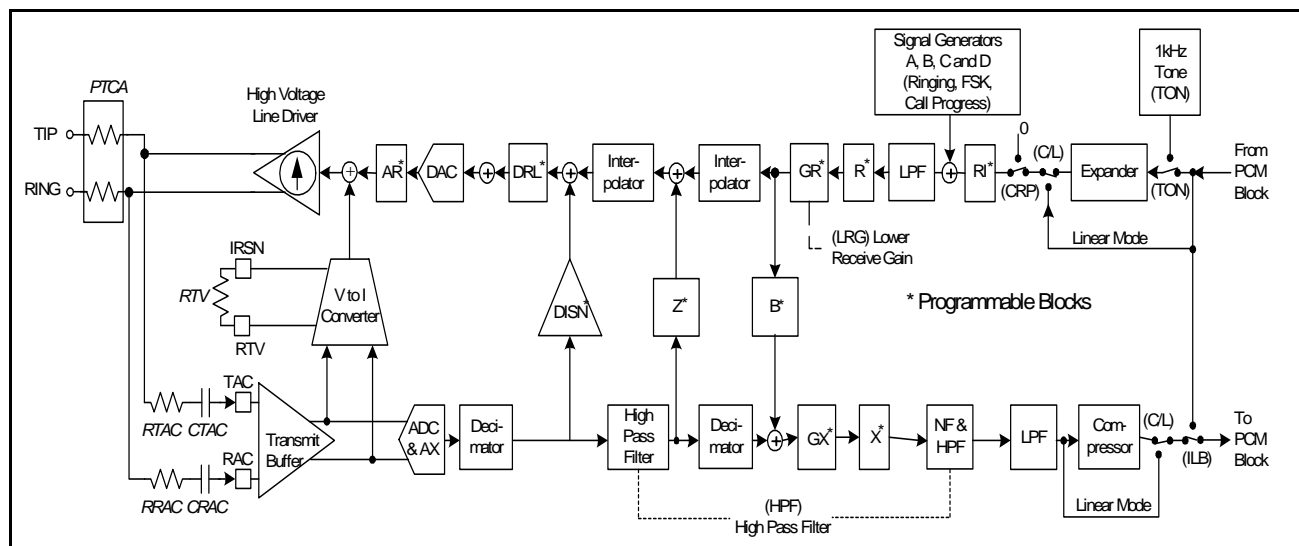 PTCA
TIP
RING
High Voltage
Line Driver
AR*
DAC
DRL*
Inter-
polator
Inter-
polator
GR*
R*
LPF
RI*
Signal Generators
A, B, C and D
(Ringing, FSK,
Call Progress)
1kHz
Tone
(TON)
0
(C/L)
(CRP)
Expander
(TON)
From
PCM
Block
Linear Mode
(LRG) Lower
Receive Gain
IRSN
RTV
RTV
V to I
Converter
DISN*
Z*
B*
* Programmable Blocks
TAC
RTAC CTAC
RAC
RRAC CRAC
Transmit
Buffer
ADC
& AX
Deci-
mator
High
Pass
Filter
Deci-
mator
GX*
X*
NF &
HPF
LPF
Com-
pressor
(C/L)
(ILB)
To
PCM
Block
Linear Mode
(HPF)
High Pass Filter